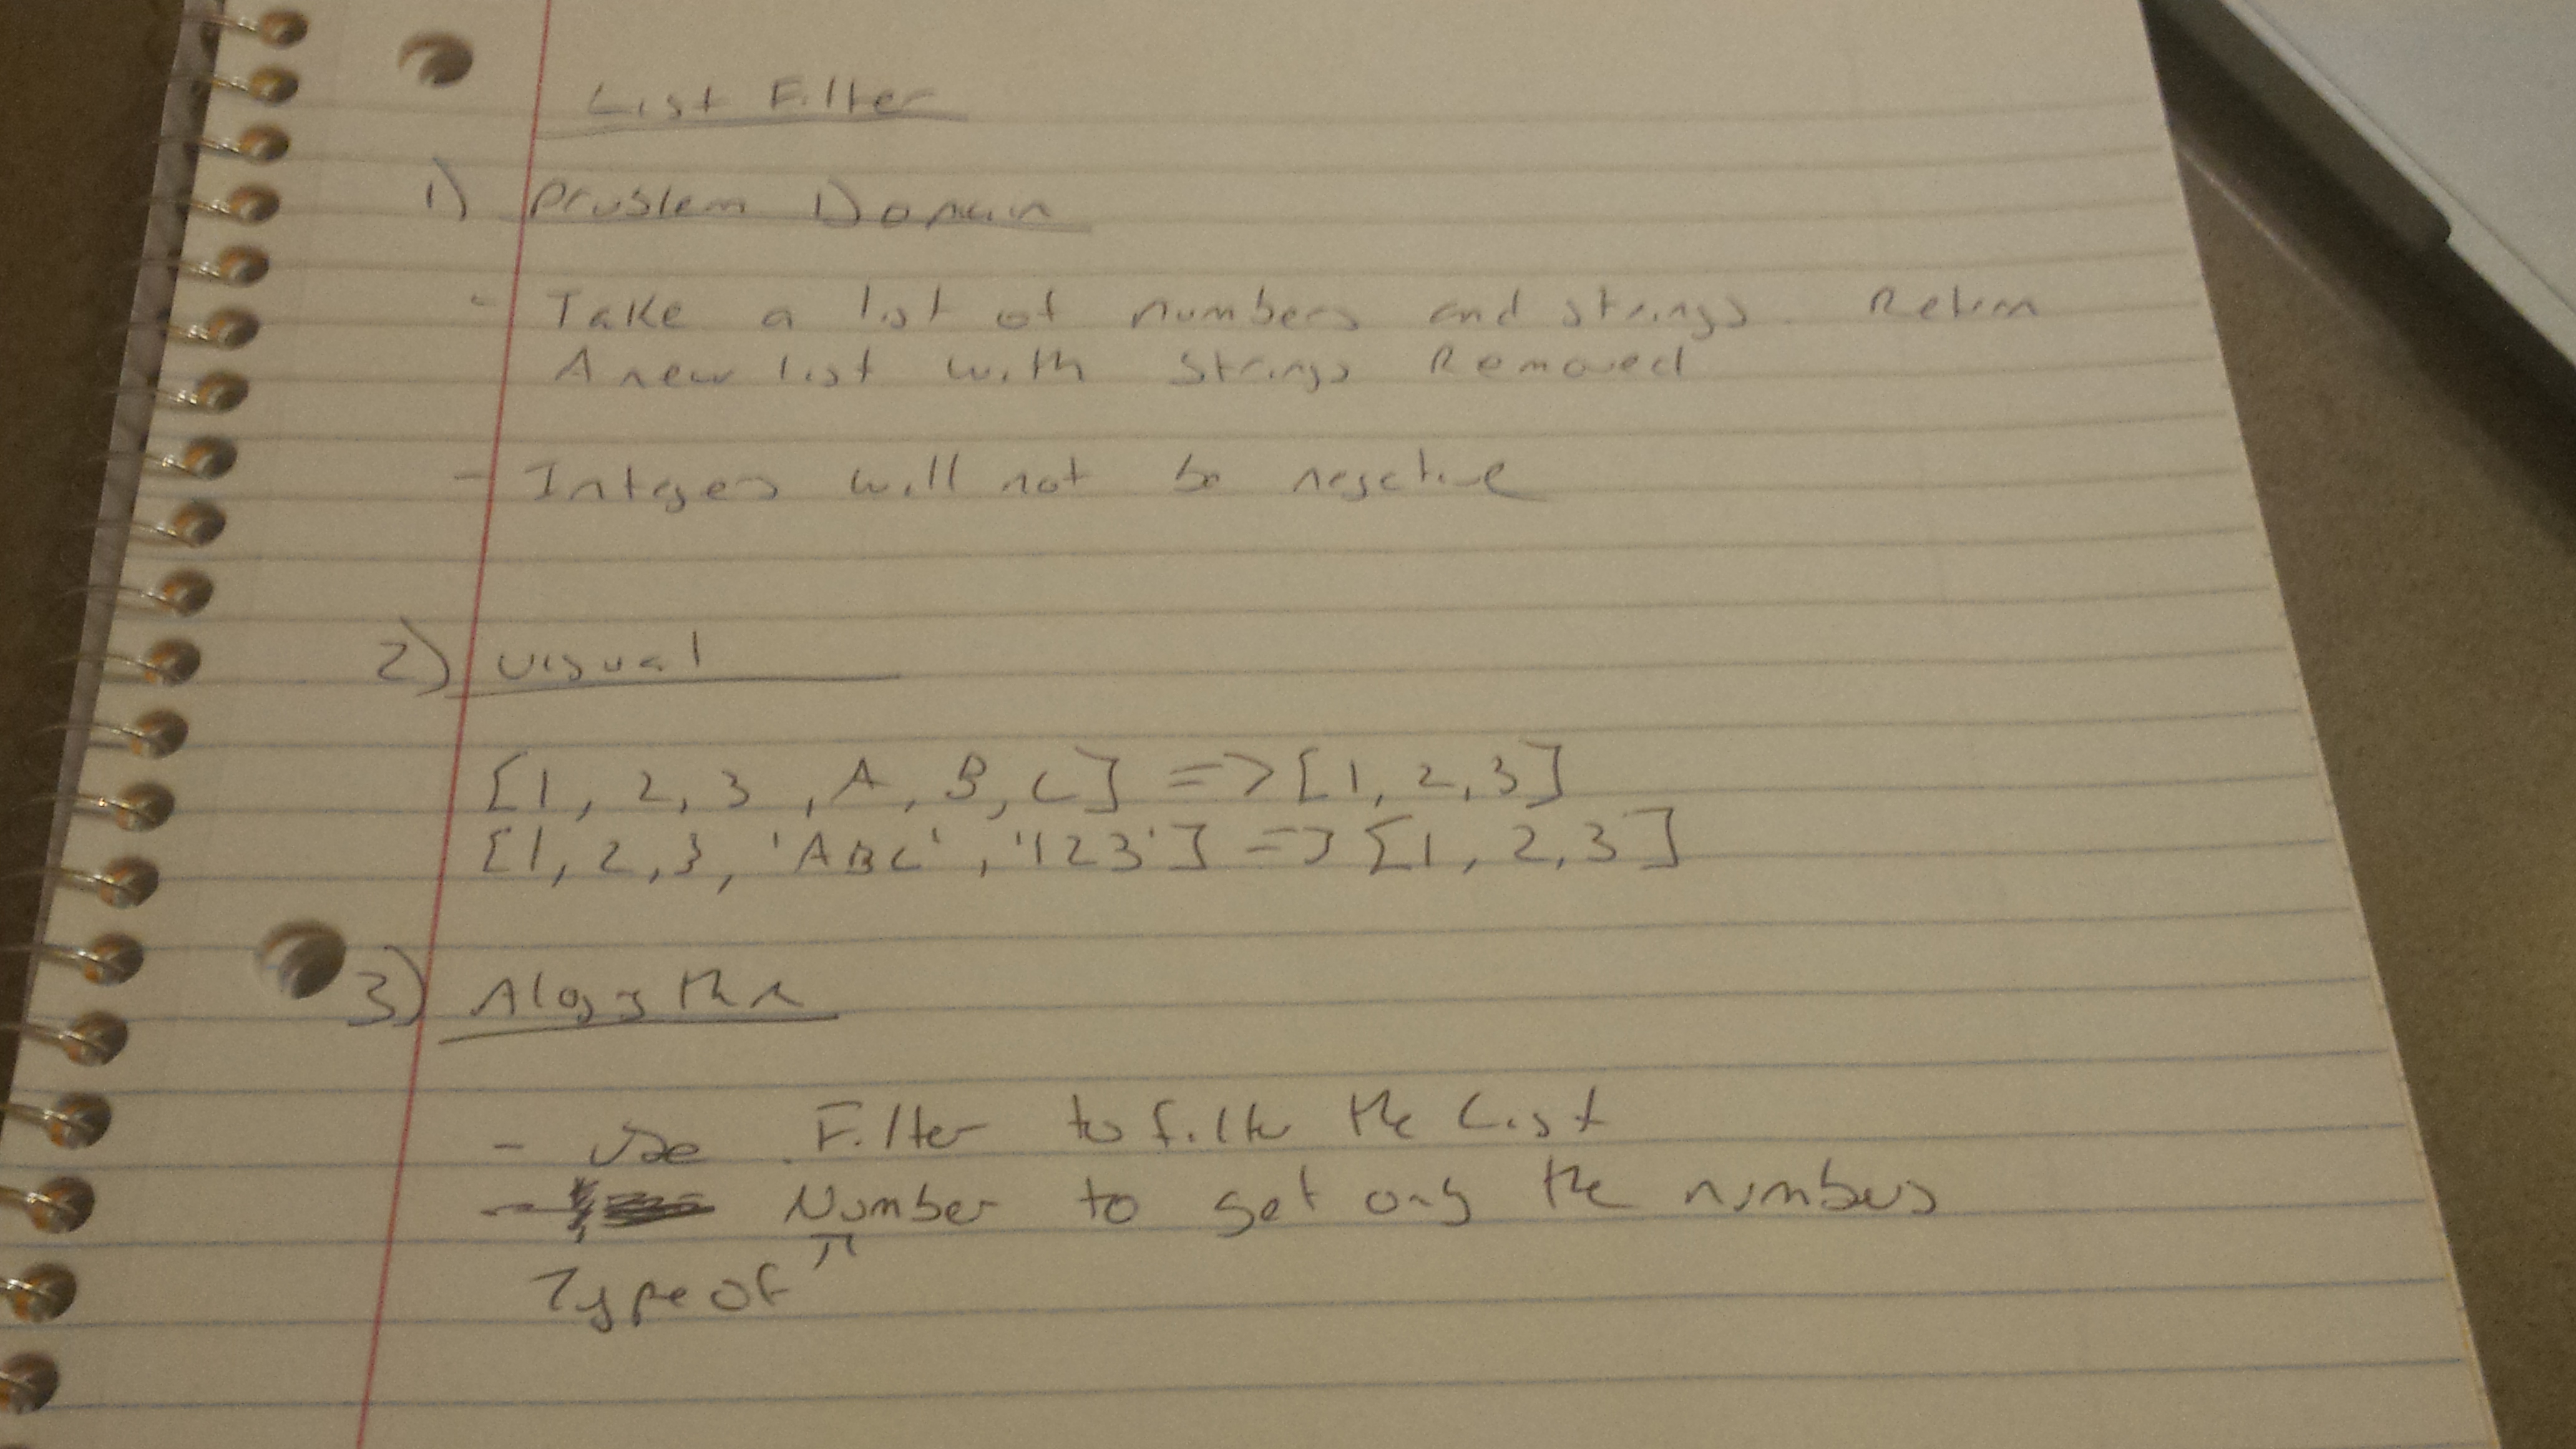 List Filter
1) Problem Domain
- Take a list of numbers and strings. Return
A new list with Strings Removed
- Integers will not be negative
2) Visual
[1, 2, 3, A, B, C] => [1, 2, 3]
[1, 2, 3, 'ABC', '123'] => [1, 2, 3]
3) Algorithm
- Use .Filter to filter the List
- Number to get only the numbers
Type of